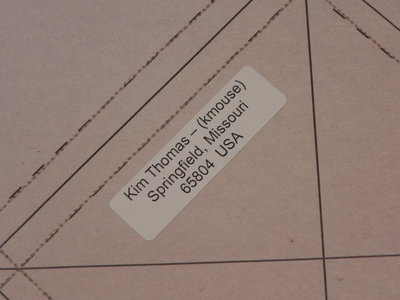 Kim Thomas – (kmouse)
Springfield, Missouri
65804 USA